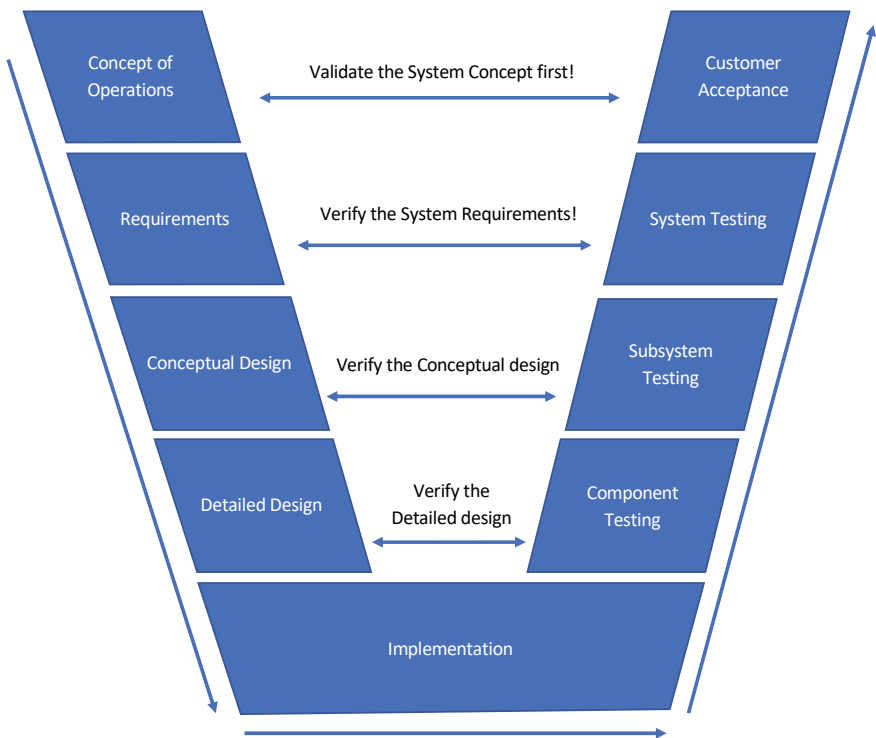 Concept of
Operations
Validate the System Concept first!
Customer
Acceptance
Requirements
Verify the System Requirements!
System Testing
Conceptual Design
Verify the Conceptual design
Subsystem
Testing
Detailed Design
Verify the
Detailed design
Component
Testing
Implementation